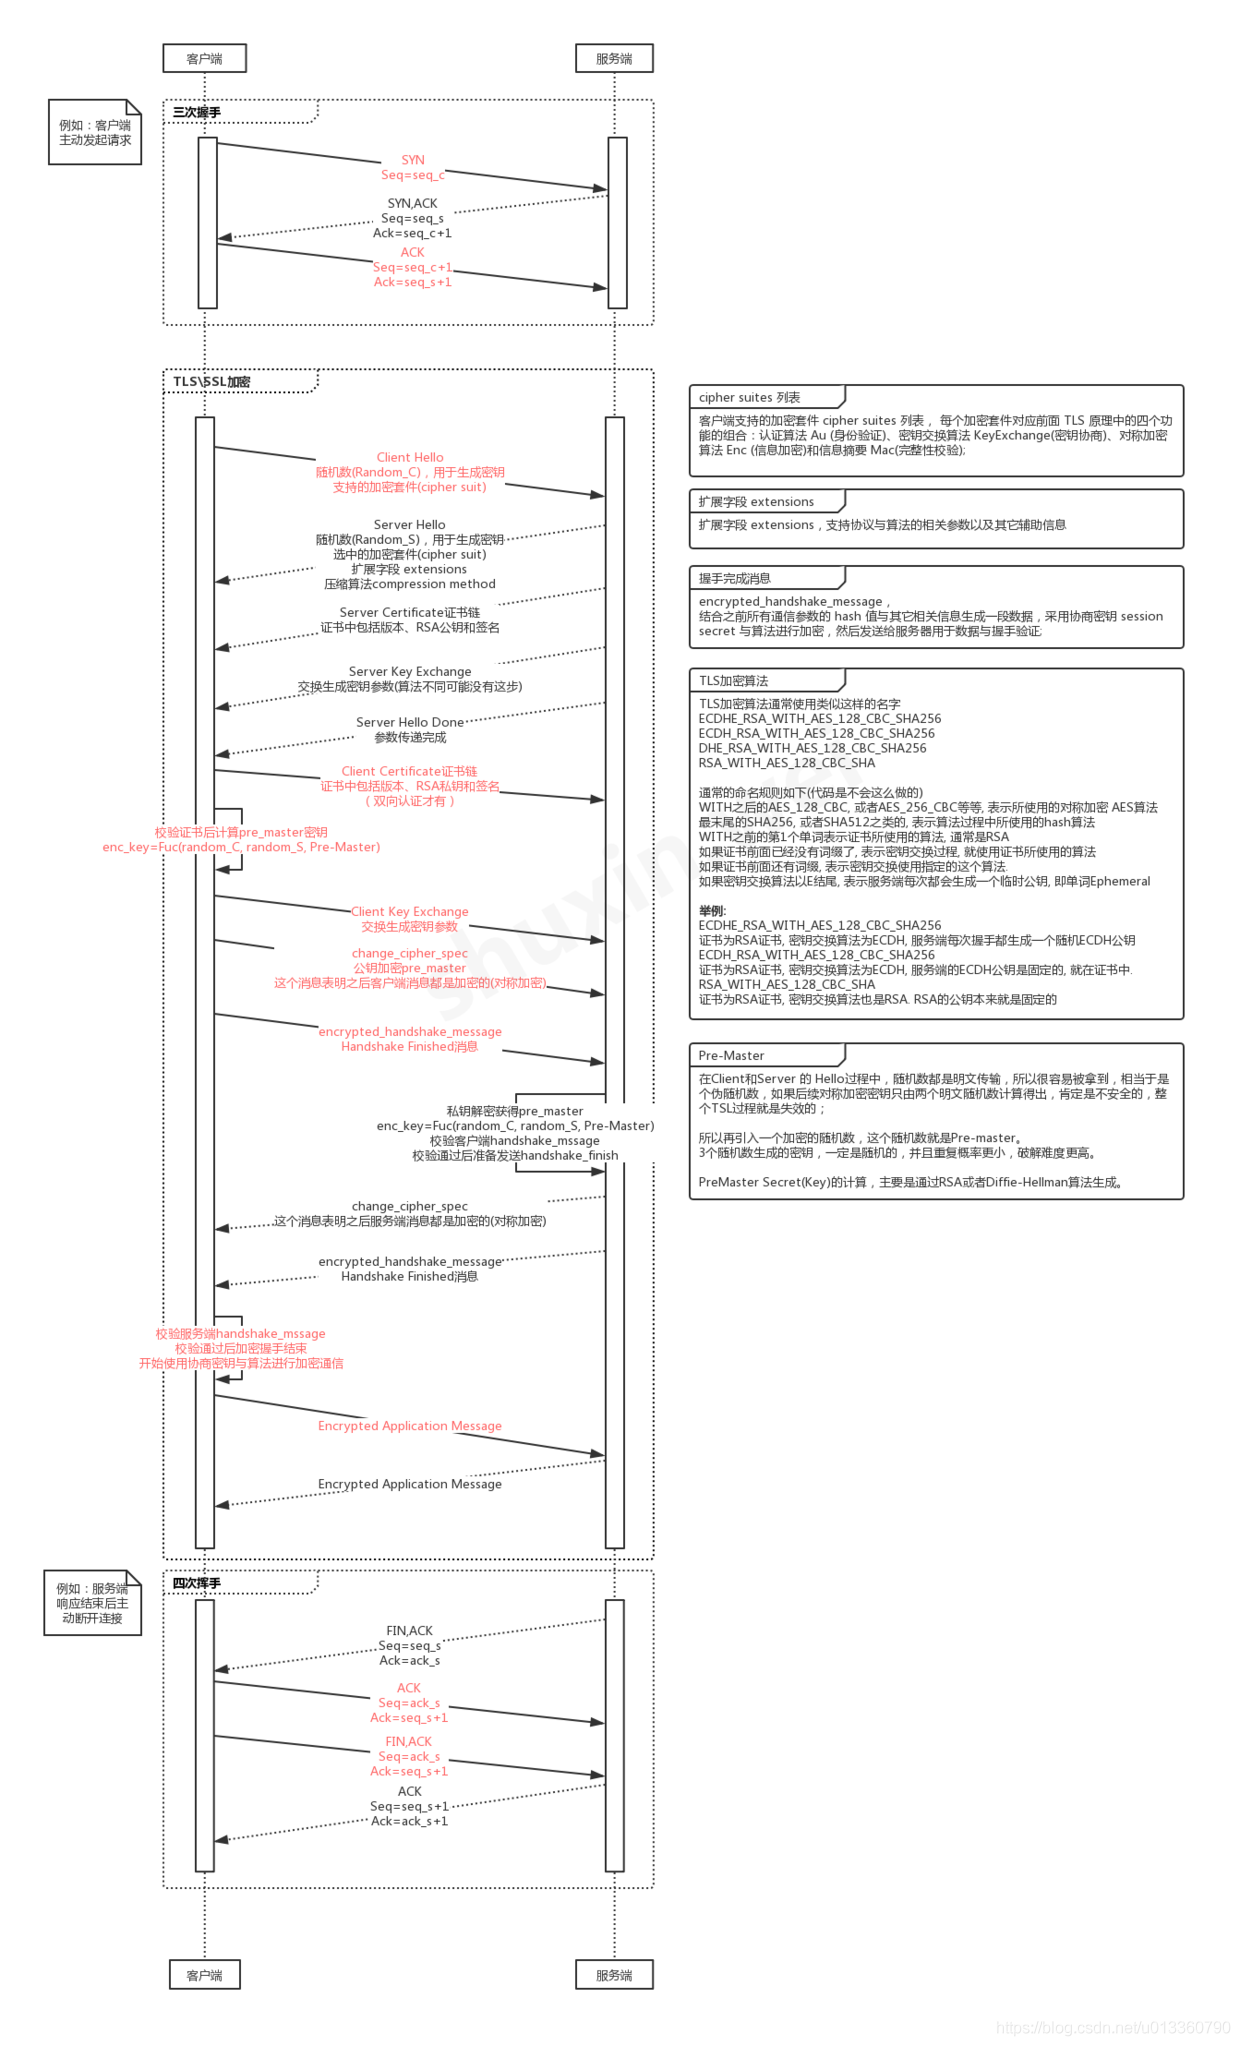 客户端
服务端
三次握手
例如：客户端
主动发起请求
SYN
Seq=seq_c
SYN,ACK
Seq=seq_s
Ack=seq_c+1
ACK
Seq=seq_c+1
Ack=seq_s+1
TLS\SSL加密
Client Hello
随机数(Random_C)，用于生成密钥
支持的加密套件(cipher suit)
Server Hello
随机数(Random_S)，用于生成密钥
选中的加密套件(cipher suit)
扩展字段 extensions
压缩算法compression method
Server Certificate证书链
证书中包括版本、RSA公钥和签名
Server Key Exchange
交换生成密钥参数(算法不同可能没有这步)
Server Hello Done
参数传递完成
Client Certificate证书链
证书中包括版本、RSA私钥和签名
（双向认证才有）
校验证书后计算pre_master密钥
enc_key=Fuc(random_C, random_S, Pre-Master)
Client Key Exchange
交换生成密钥参数
change_cipher_spec
公钥加密pre_master
这个消息表明之后客户端消息都是加密的(对称加密)
encrypted_handshake_message
Handshake Finished消息
私钥解密获得pre_master
enc_key=Fuc(random_C, random_S, Pre-Master)
校验客户端handshake_mssage
校验通过后准备发送handshake_finish
change_cipher_spec
这个消息表明之后服务端消息都是加密的(对称加密)
encrypted_handshake_message
Handshake Finished消息
校验服务端handshake_mssage
校验通过后加密握手结束
开始使用协商密钥与算法进行加密通信
Encrypted Application Message
Encrypted Application Message
cipher suites 列表
客户端支持的加密套件 cipher suites 列表， 每个加密套件对应前面 TLS 原理中的四个功
能的组合：认证算法 Au (身份验证)、密钥交换算法 KeyExchange(密钥协商)、对称加密
算法 Enc (信息加密)和信息摘要 Mac(完整性校验);
扩展字段 extensions
扩展字段 extensions，支持协议与算法的相关参数以及其它辅助信息
握手完成消息
encrypted_handshake_message，
结合之前所有通信参数的 hash 值与其它相关信息生成一段数据，采用协商密钥 session
secret 与算法进行加密，然后发送给服务器用于数据与握手验证;
TLS加密算法
TLS加密算法通常使用类似这样的名字
ECDHE_RSA_WITH_AES_128_CBC_SHA256
ECDH_RSA_WITH_AES_128_CBC_SHA256
DHE_RSA_WITH_AES_128_CBC_SHA256
RSA_WITH_AES_128_CBC_SHA
通常的命名规则如下(代码是不会这么做的)
WITH之后的AES_128_CBC, 或者AES_256_CBC等等, 表示所使用的对称加密 AES算法
最末尾的SHA256, 或者SHA512之类的, 表示算法过程中所使用的hash算法
WITH之前的第1个单词表示证书所使用的算法, 通常是RSA
如果证书前面已经没有词缀了, 表示密钥交换过程, 就使用证书所使用的算法
如果证书前面还有词缀, 表示密钥交换使用指定的这个算法.
如果密钥交换算法以E结尾, 表示服务端每次都会生成一个临时公钥, 即单词Ephemeral
举例:
ECDHE_RSA_WITH_AES_128_CBC_SHA256
证书为RSA证书, 密钥交换算法为ECDH, 服务端每次握手都生成一个随机ECDH公钥
ECDH_RSA_WITH_AES_128_CBC_SHA256
证书为RSA证书, 密钥交换算法为ECDH, 服务端的ECDH公钥是固定的, 就在证书中.
RSA_WITH_AES_128_CBC_SHA
证书为RSA证书, 密钥交换算法也是RSA. RSA的公钥本来就是固定的
Pre-Master
在Client和Server 的 Hello过程中，随机数都是明文传输，所以很容易被拿到，相当于是
个伪随机数，如果后续对称加密密钥只由两个明文随机数计算得出，肯定是不安全的，整
个TSL过程就是失效的；
所以再引入一个加密的随机数，这个随机数就是Pre-master。
3个随机数生成的密钥，一定是随机的，并且重复概率更小，破解难度更高。
PreMaster Secret(Key)的计算，主要是通过RSA或者Diffie-Hellman算法生成。
四次挥手
例如：服务端
响应结束后主
动断开连接
FIN,ACK
Seq=seq_s
Ack=ack_s
ACK
Seq=ack_s
Ack=seq_s+1
FIN,ACK
Seq=ack_s
Ack=seq_s+1
ACK
Seq=seq_s+1
Ack=ack_s+1
客户端
服务端
https://blog.csdn.net/u013360790